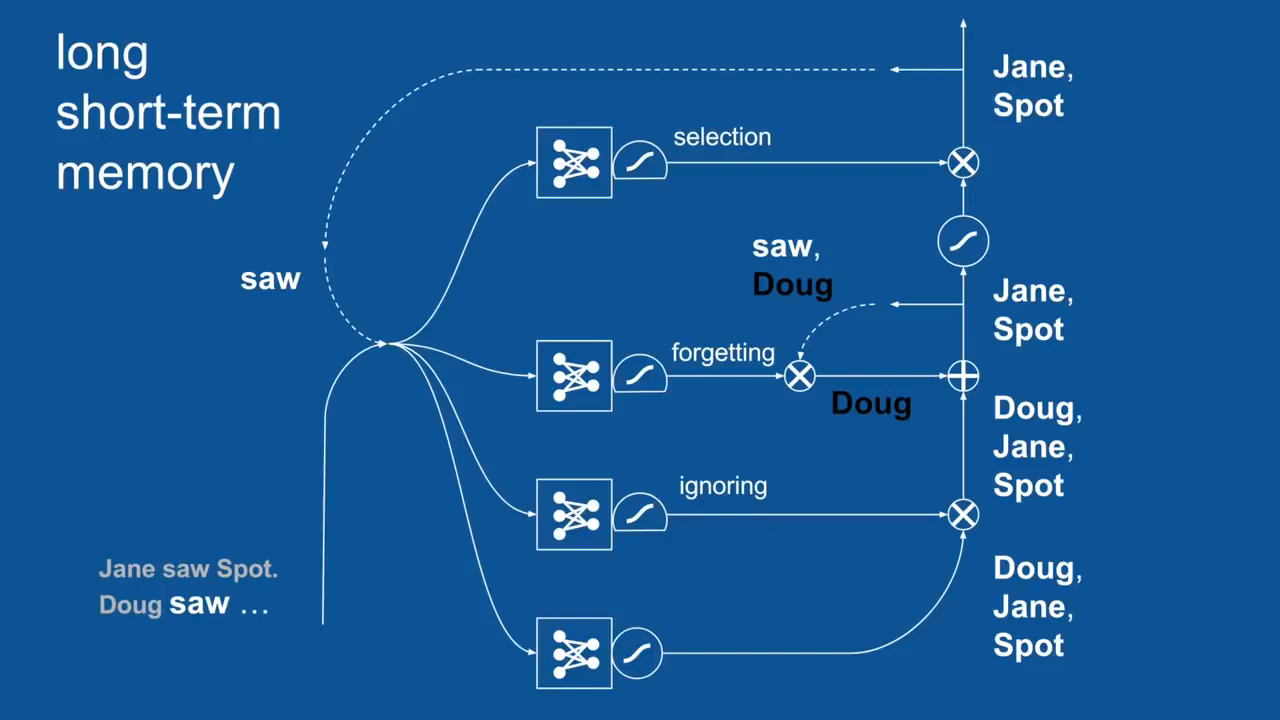 long
short-term
memory
Jane,
Spot
selection
saw,
Doug
saw
Jane,
Spot
forgetting
Doug
Doug,
Jane,
Spot
ignoring
Jane saw Spot.
Doug saw ...
Doug,
Jane,
Spot